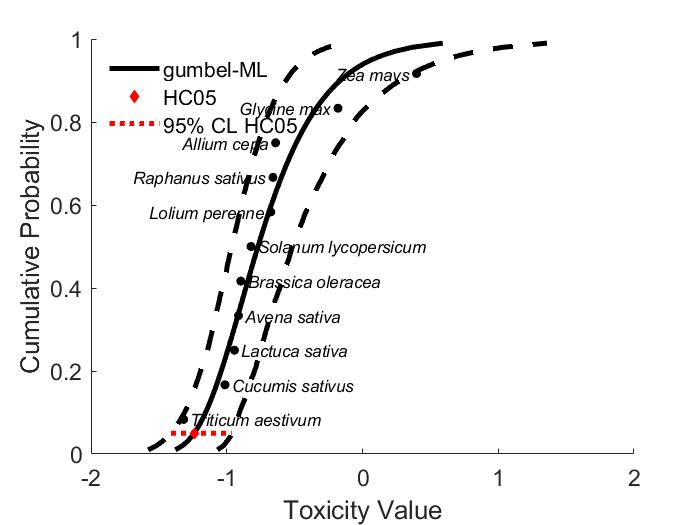 1
gumbel-ML
HC05
95% CL HC05
Zea mays
Glycine max
0.8
Allium cepa
Raphanus sativus
0.6
Lolium perenne
Solanum lycopersicum
Brassica oleracea
0.4
Avena sativa
Lactuca sativa
0.2
Cucumis sativus
Triticum aestivum
0
Cumulative Probability
-2 -1 0 1 2
Toxicity Value